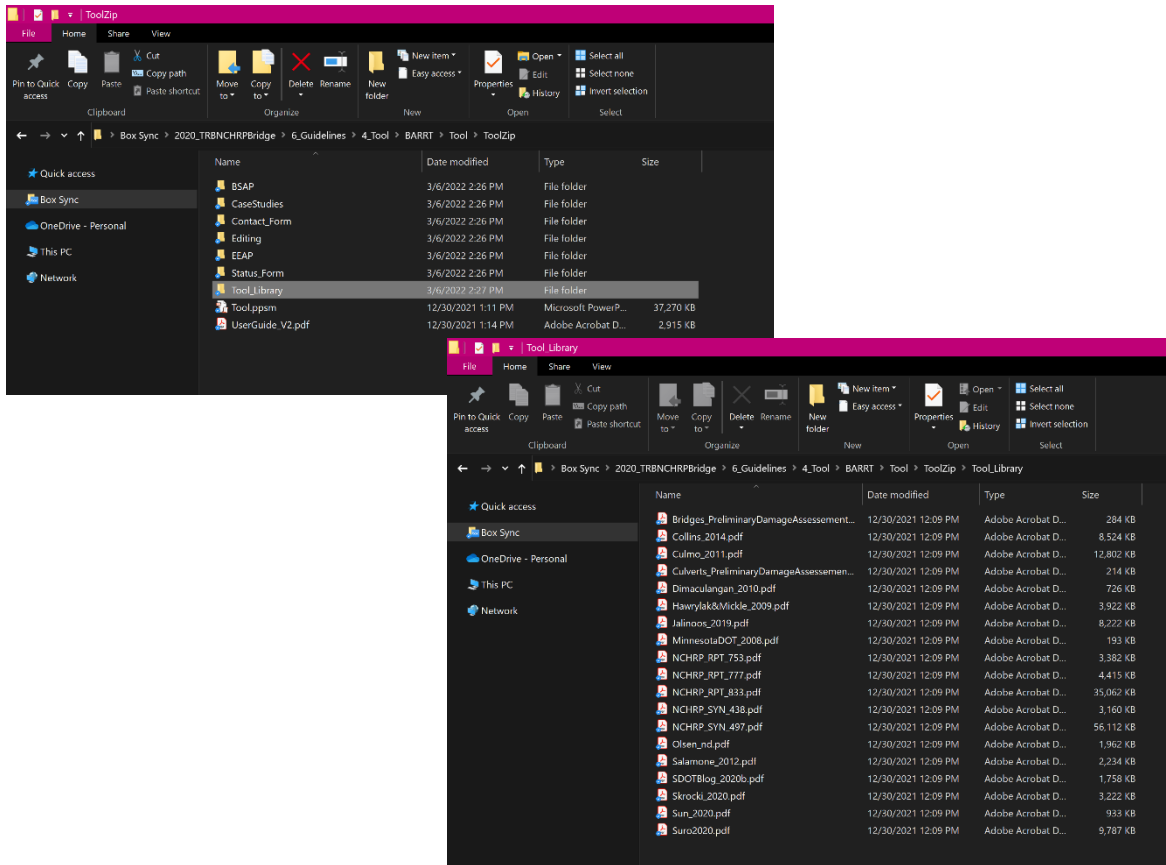 ToolZip
File Home Share View
Pin to Quick access Copy Paste Cut Copy path Paste shortcut Move to Copy to Delete Rename New folder New item Easy access Properties Open Edit History Select all Select none Invert selection
Clipboard Organize New Open Select
Box Sync > 2020_TRBNCHRPBridge > 6_Guidelines > 4_Tool > BARRT > Tool > ToolZip
Quick access
Box Sync
OneDrive - Personal
This PC
Network
Name Date modified Type Size
BSAP 3/6/2022 2:26 PM File folder
CaseStudies 3/6/2022 2:26 PM File folder
Contact_Form 3/6/2022 2:26 PM File folder
Editing 3/6/2022 2:26 PM File folder
EEAP 3/6/2022 2:26 PM File folder
Status_Form 3/6/2022 2:26 PM File folder
Tool_Library 3/6/2022 2:27 PM File folder
Tool.ppsm 12/30/2021 1:11 PM Microsoft PowerP... 37,270 KB
UserGuide_V2.pdf 12/30/2021 1:14 PM Adobe Acrobat D... 2,915 KB
Tool_Library
File Home Share View
Pin to Quick access Copy Paste Cut Copy path Paste shortcut Move to Copy to Delete Rename New folder New item Easy access Properties Open Edit History Select all Select none Invert selection
Clipboard Organize New Open Select
Box Sync > 2020_TRBNCHRPBridge > 6_Guidelines > 4_Tool > BARRT > Tool > ToolZip > Tool_Library
Quick access
Box Sync
OneDrive - Personal
This PC
Network
Name Date modified Type Size
Bridges_PreliminaryDamageAssessement... 12/30/2021 12:09 PM Adobe Acrobat D... 284 KB
Collins_2014.pdf 12/30/2021 12:09 PM Adobe Acrobat D... 8,524 KB
Culmo_2011.pdf 12/30/2021 12:09 PM Adobe Acrobat D... 12,802 KB
Culverts_PreliminaryDamageAssessemen... 12/30/2021 12:09 PM Adobe Acrobat D... 214 KB
Dimaculangan_2010.pdf 12/30/2021 12:09 PM Adobe Acrobat D... 726 KB
Hawrylak&Mickle_2009.pdf 12/30/2021 12:09 PM Adobe Acrobat D... 3,922 KB
Jalinoos_2019.pdf 12/30/2021 12:09 PM Adobe Acrobat D... 8,222 KB
MinnesotaDOT_2008.pdf 12/30/2021 12:09 PM Adobe Acrobat D... 193 KB
NCHRP_RPT_753.pdf 12/30/2021 12:09 PM Adobe Acrobat D... 3,382 KB
NCHRP_RPT_777.pdf 12/30/2021 12:09 PM Adobe Acrobat D... 4,415 KB
NCHRP_RPT_833.pdf 12/30/2021 12:09 PM Adobe Acrobat D... 35,062 KB
NCHRP_SYN_438.pdf 12/30/2021 12:09 PM Adobe Acrobat D... 3,160 KB
NCHRP_SYN_497.pdf 12/30/2021 12:09 PM Adobe Acrobat D... 56,112 KB
Olsen_nd.pdf 12/30/2021 12:09 PM Adobe Acrobat D... 1,962 KB
Salamone_2012.pdf 12/30/2021 12:09 PM Adobe Acrobat D... 2,234 KB
SDOTBlog_2020b.pdf 12/30/2021 12:09 PM Adobe Acrobat D... 1,758 KB
Skrocki_2020.pdf 12/30/2021 12:09 PM Adobe Acrobat D... 3,222 KB
Sun_2020.pdf 12/30/2021 12:09 PM Adobe Acrobat D... 933 KB
Suro2020.pdf 12/30/2021 12:09 PM Adobe Acrobat D... 9,787 KB